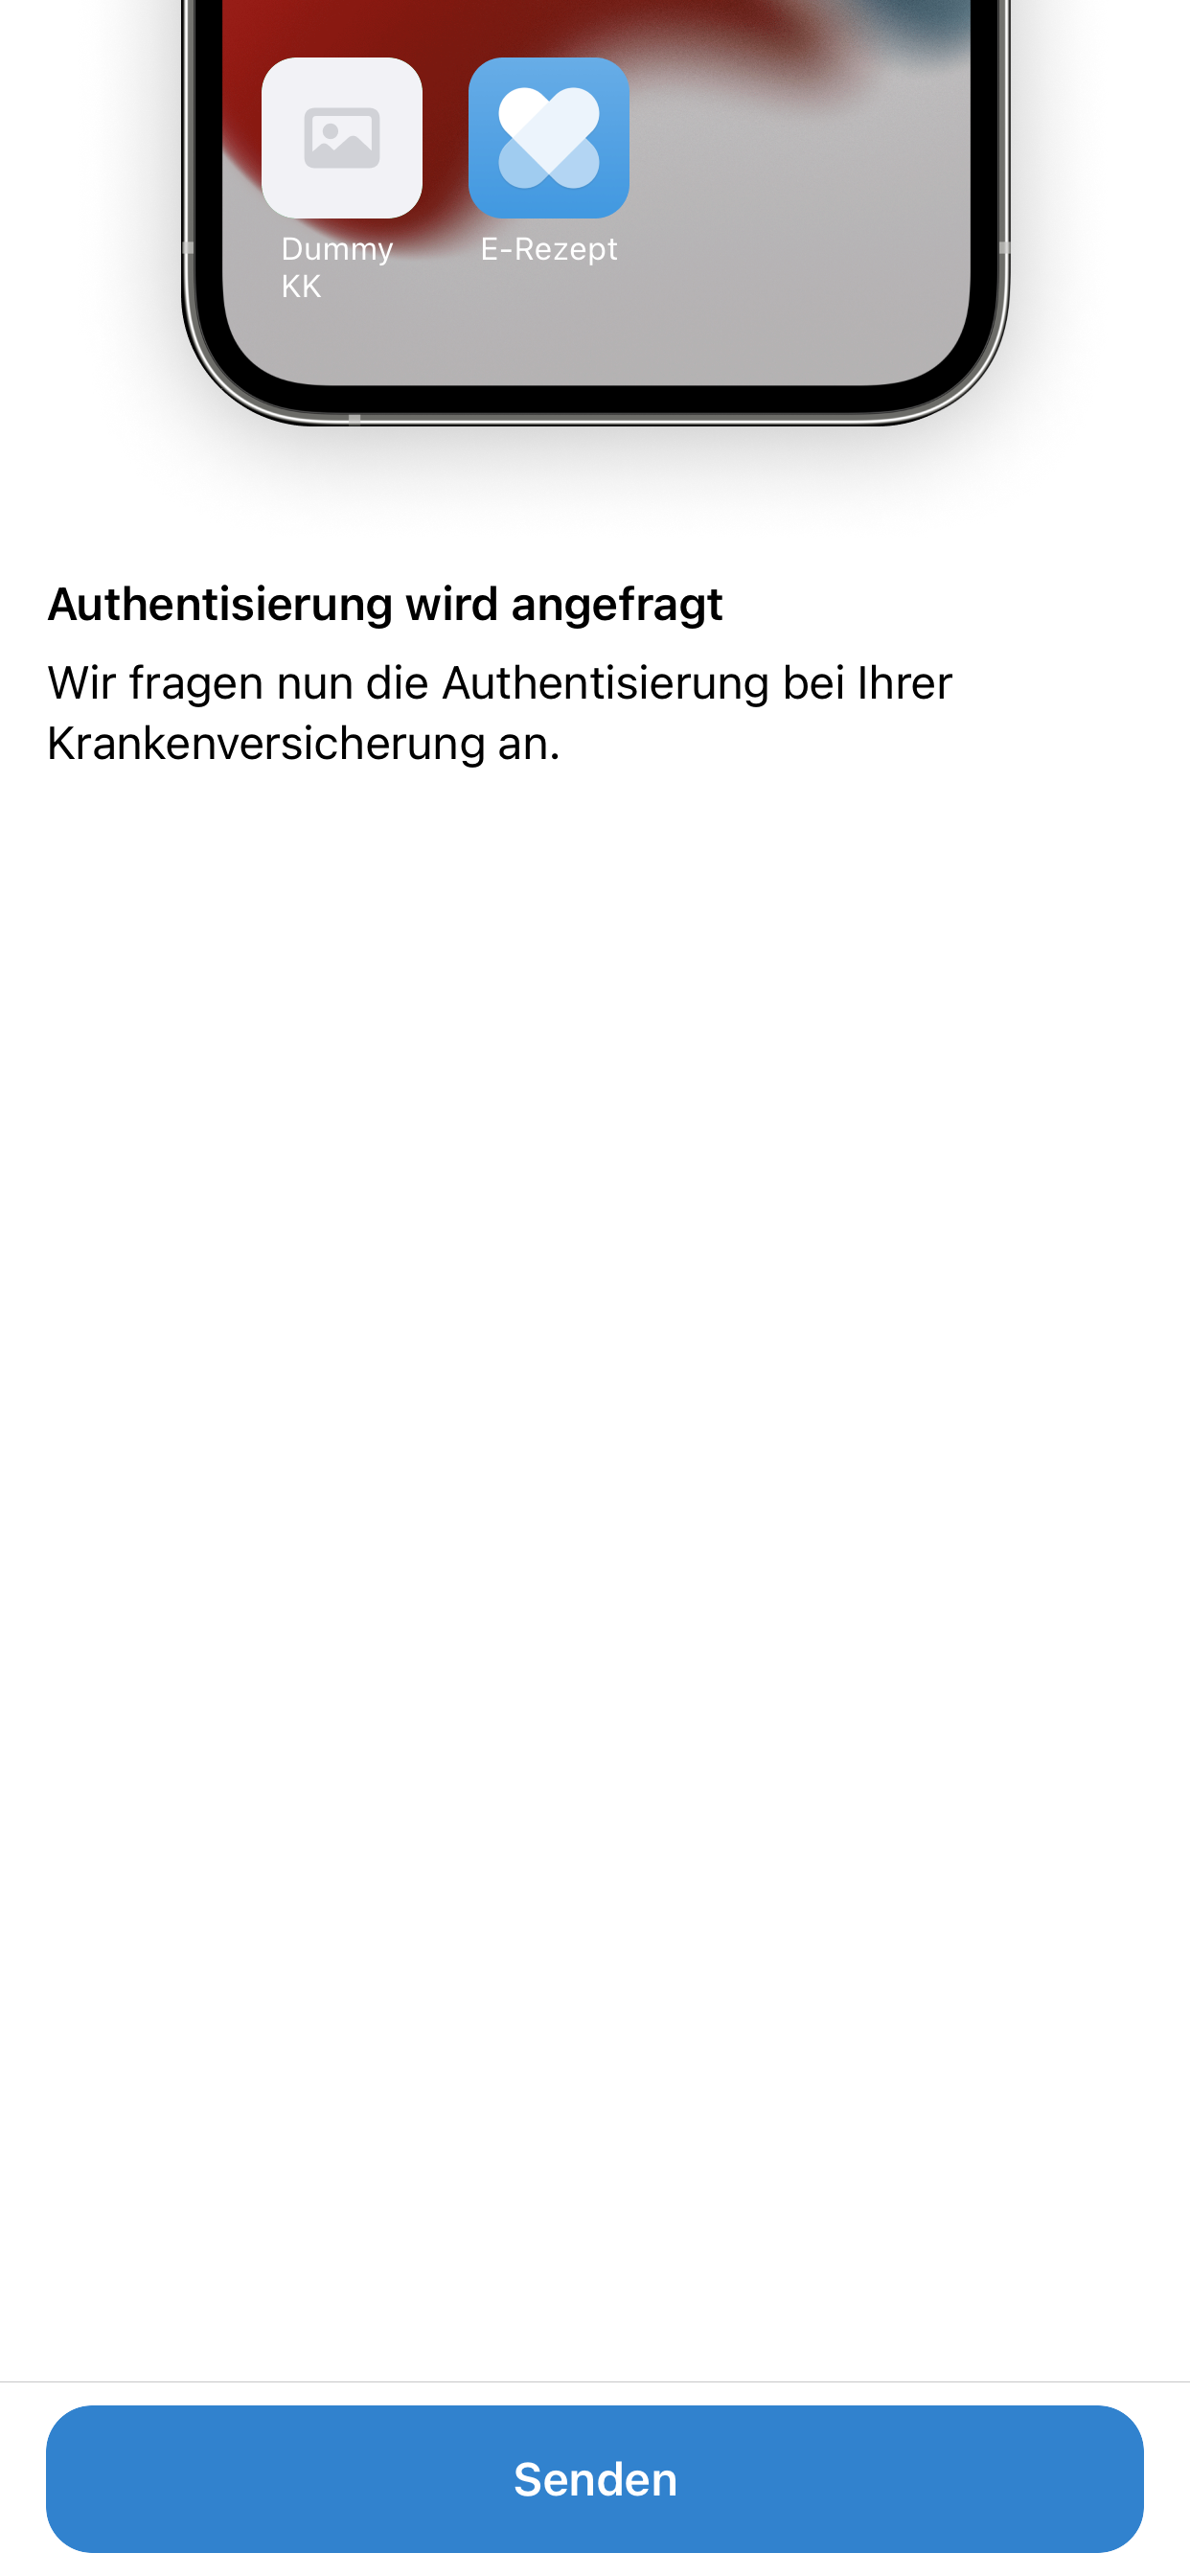 Dummy
KK
E-Rezept
Authentisierung wird angefragt
Wir fragen nun die Authentisierung bei Ihrer
Krankenversicherung an.
Senden